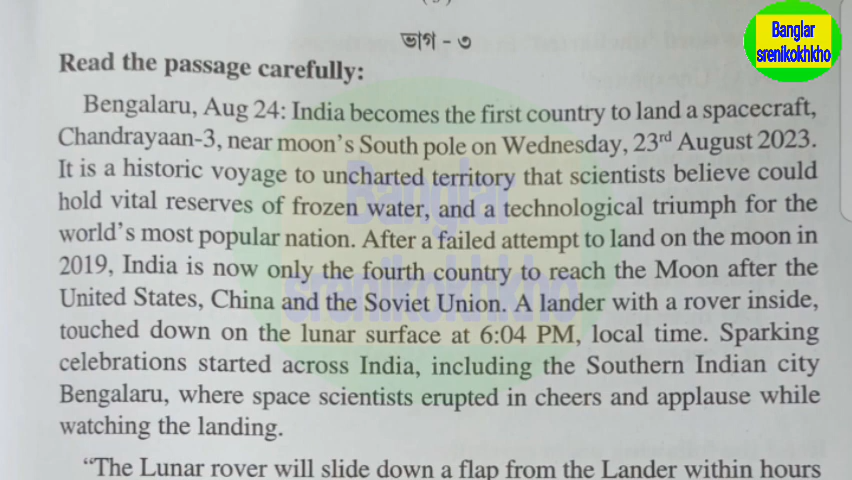 (3)
Banglar
srenikokhkho
ভাগ - ৩
Read the passage carefully:
Bengalaru, Aug 24: India becomes the first country to land a spacecraft,
Chandrayaan-3, near moon's South pole on Wednesday, 23rd August 2023.
It is a historic voyage to uncharted territory that scientists believe could
hold vital reserves of frozen water, and a technological triumph for the
world's most popular nation. After a failed attempt to land on the moon in
2019, India is now only the fourth country to reach the Moon after the
United States, China and the Soviet Union. A lander with a rover inside,
touched down on the lunar surface at 6:04 PM, local time. Sparking
celebrations started across India, including the Southern Indian city
Bengalaru, where space scientists erupted in cheers and applause while
watching the landing.
"The Lunar rover will slide down a flap from the Lander within hours
Banglar
srenikokhkho